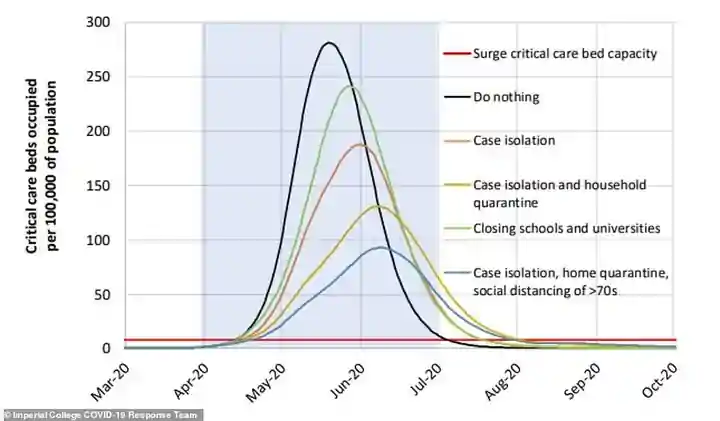 Critical care beds occupied
per 100,000 of population
300
250
200
150
100
50
0
Surge critical care bed capacity
Do nothing
Case isolation
Case isolation and household
quarantine
Closing schools and universities
Case isolation, home quarantine,
social distancing of >70s
Mar-20
Apr-20
May-20
Jun-20
Jul-20
Aug-20
Sep-20
Oct-20
© Imperial College COVID-19 Response Team